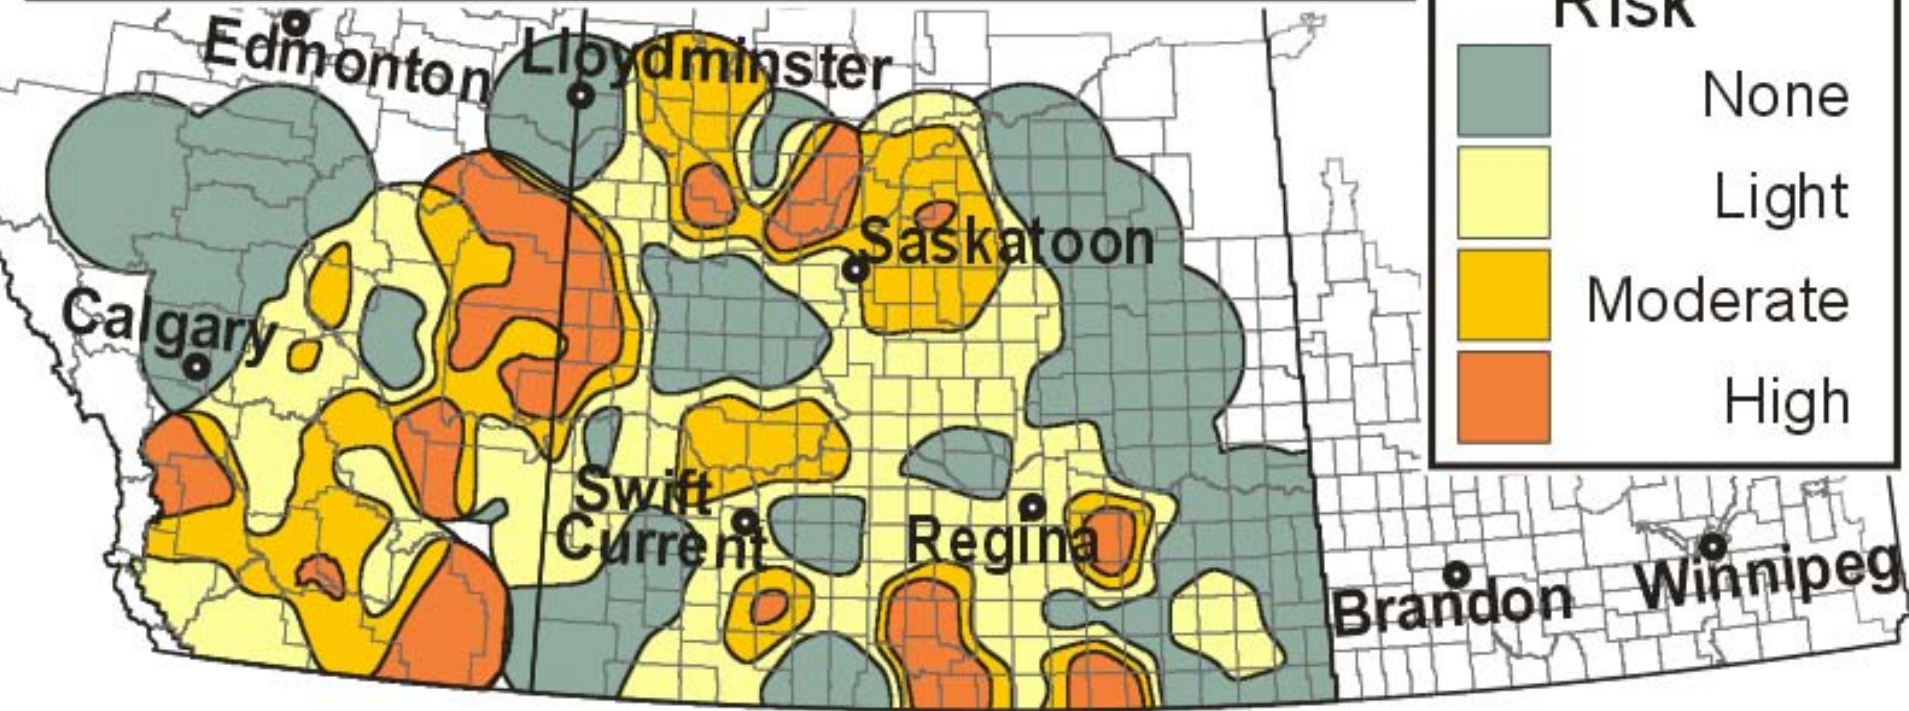 Risk
None
Light
Moderate
High
Edmonton
Lloydminster
Saskatoon
Calgary
Swift
Current
Regina
Brandon
Winnipeg